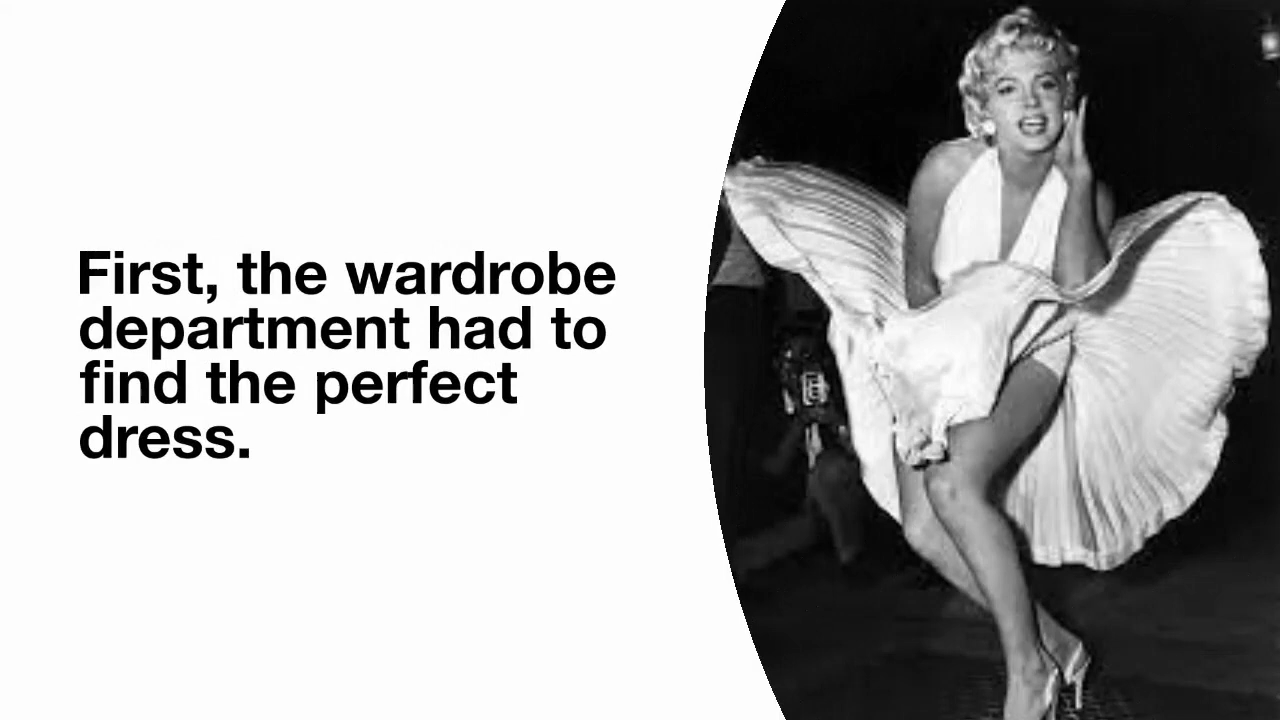 First, the wardrobe
department had to
find the perfect
dress.